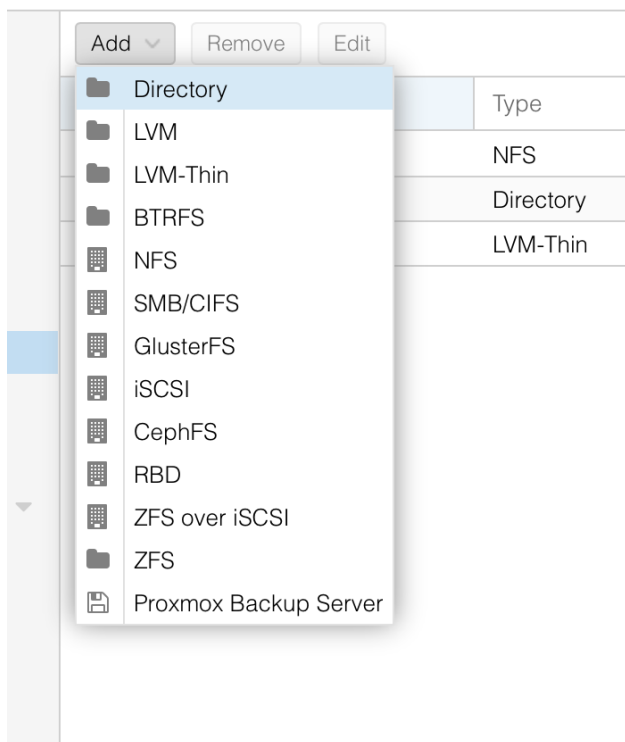 Add Remove Edit
Directory
Type
LVM
NFS
LVM-Thin
Directory
BTRFS
LVM-Thin
NFS
SMB/CIFS
GlusterFS
iSCSI
CephFS
RBD
ZFS over iSCSI
ZFS
Proxmox Backup Server